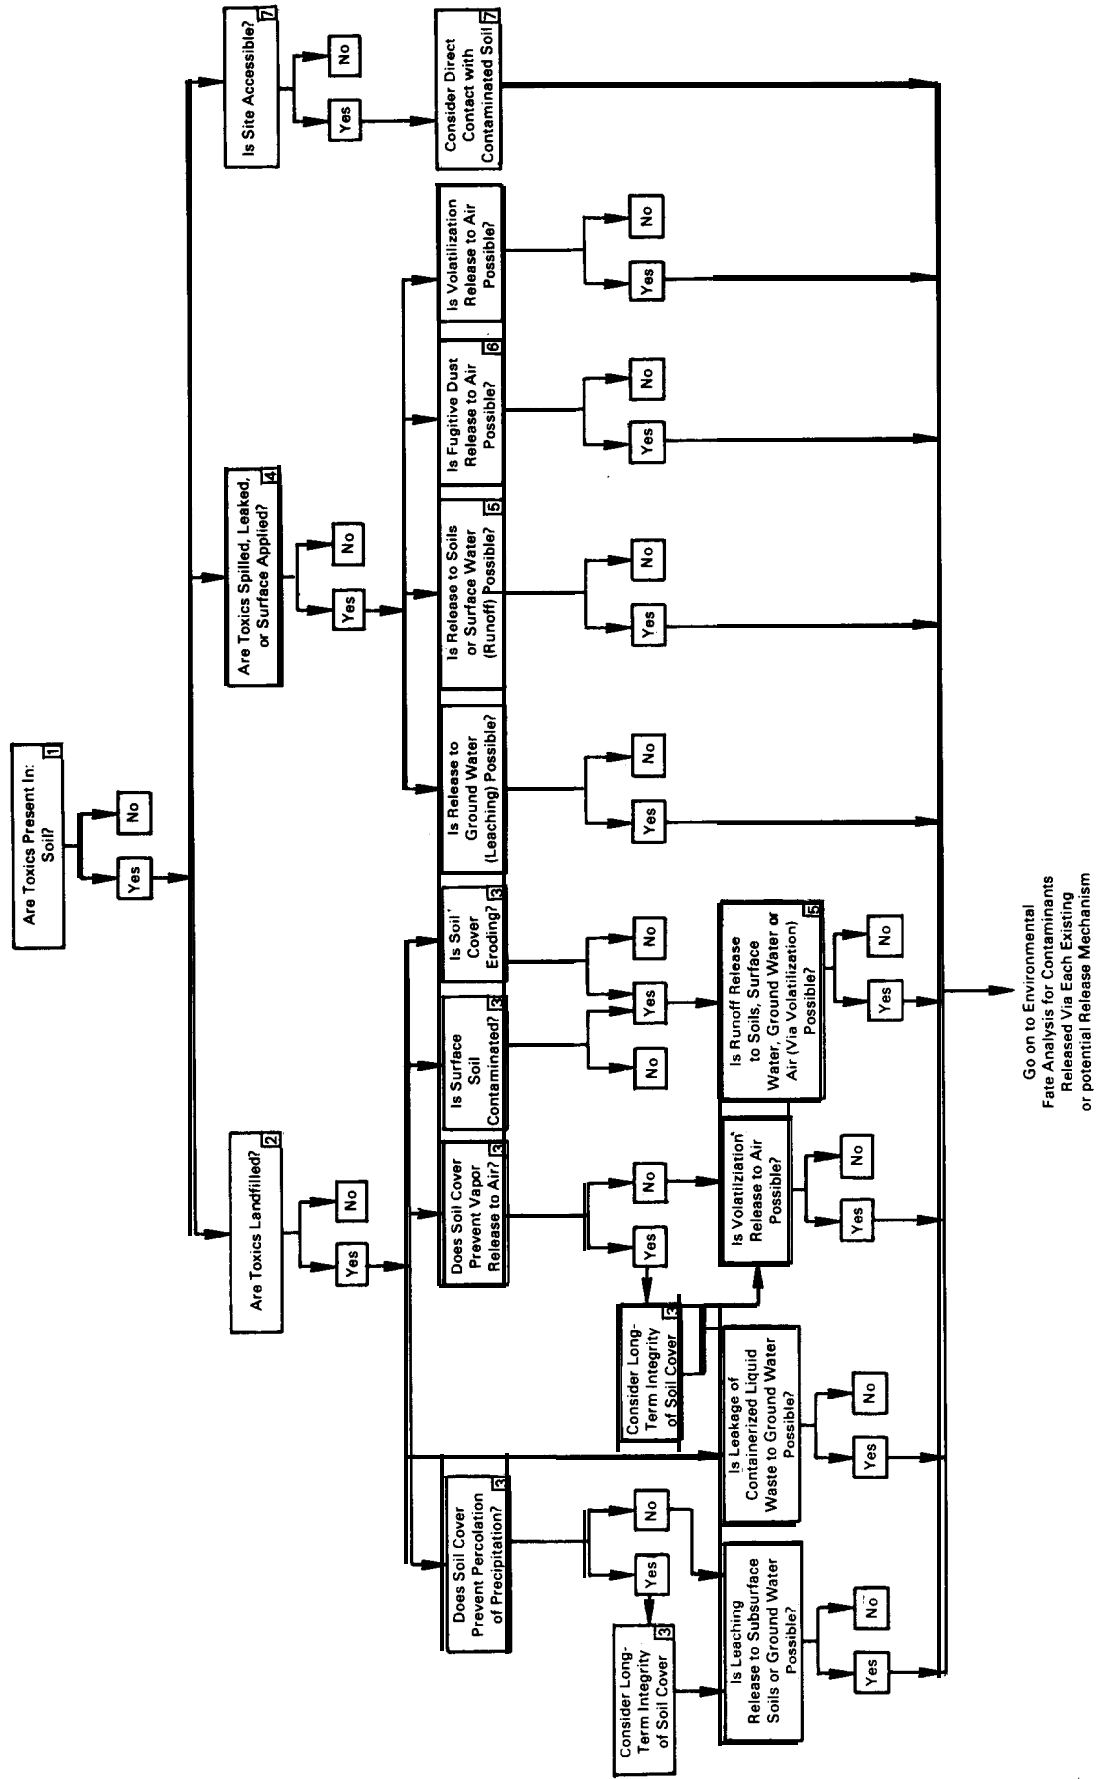 Are Toxics Present In:
Soil?
1
Yes
No
Are Toxics Landfilled?
2
Yes
No
Are Toxics Spilled, Leaked,
or Surface Applied?
4
Yes
No
Is Site Accessible?
7
Yes
No
Does Soil Cover
Prevent Percolation
of Precipitation?
3
Does Soil Cover
Prevent Vapor
Release to Air?
3
Is Surface
Soil
Contaminated?
3
Is Soil
Cover
Eroding?
3
Is Release to
Ground Water
(Leaching) Possible?
Is Release to Soils
or Surface Water
(Runoff) Possible?
5
Is Fugitive Dust
Release to Air
Possible?
6
Is Volatilization
Release to Air
Possible?
Consider Direct
Contact with
Contaminated Soil
7
Yes
No
Yes
No
No
Yes
No
Yes
No
Yes
No
Yes
No
Yes
No
Consider Long-
Term Integrity
of Soil Cover
3
Consider Long-
Term Integrity
of Soil Cover
3
Is Leaching
Release to Subsurface
Soils or Ground Water
Possible?
Is Leakage of
Containerized Liquid
Waste to Ground Water
Possible?
Is Volatilziation
Release to Air
Possible?
Is Runoff Release
to Soils, Surface
Water, Ground Water or
Air (Via Volatilization)
Possible?
5
Yes
No
Yes
No
Yes
No
Yes
No
Go on to Environmental
Fate Analysis for Contaminants
Released Via Each Existing
or potential Release Mechanism